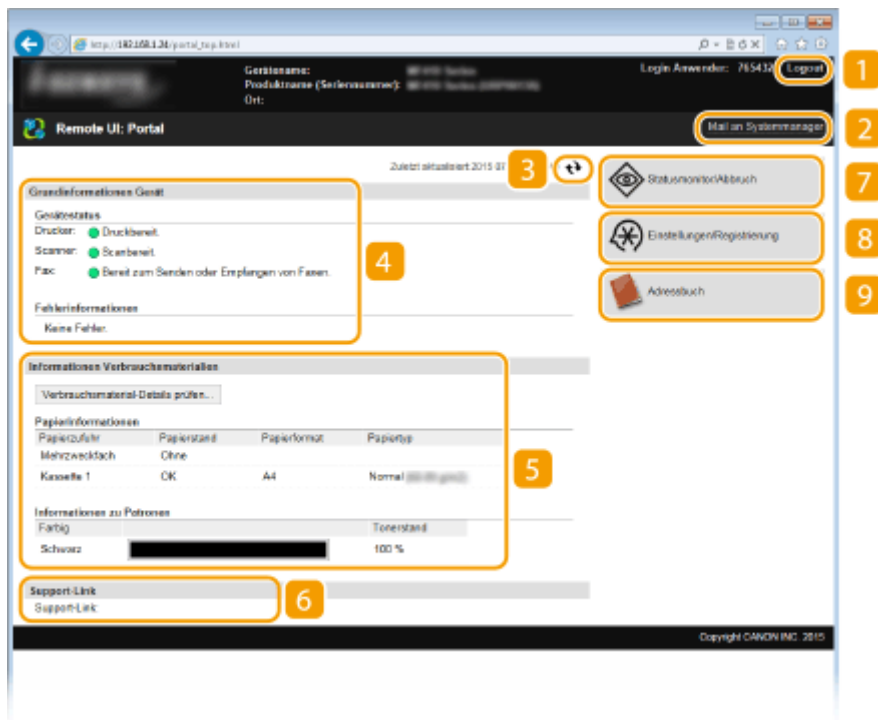 http://192.168.1.24/portal_top.html
Gerätename:
Produktname (Seriennummer):
Ort:
Login Anwender: 765432
Logout
1
Remote UI: Portal
Mail an Systemmanager
2
Zuletzt aktualisiert 2015 07
3
Grundinformationen Gerät
Gerätestatus
Drucker: Druckbereit.
Scanner: Scanbereit.
Fax: Bereit zum Senden oder Empfangen von Faxen.
Fehlerinformationen
Keine Fehler.
4
Statusmonitor/Abbruch
7
Einstellungen/Registrierung
8
Adressbuch
9
Informationen Verbrauchsmaterialien
Verbrauchsmaterial-Details prüfen...
Papierinformationen
Papierzufuhr Papierstand Papierformat Papiertyp
Mehrzweckfach Ohne
Kassette 1 OK A4 Normal
5
Informationen zu Patronen
Farbig Tonerstand
Schwarz 100 %
Support-Link
Support-Link:
6
Copyright CANON INC. 2015